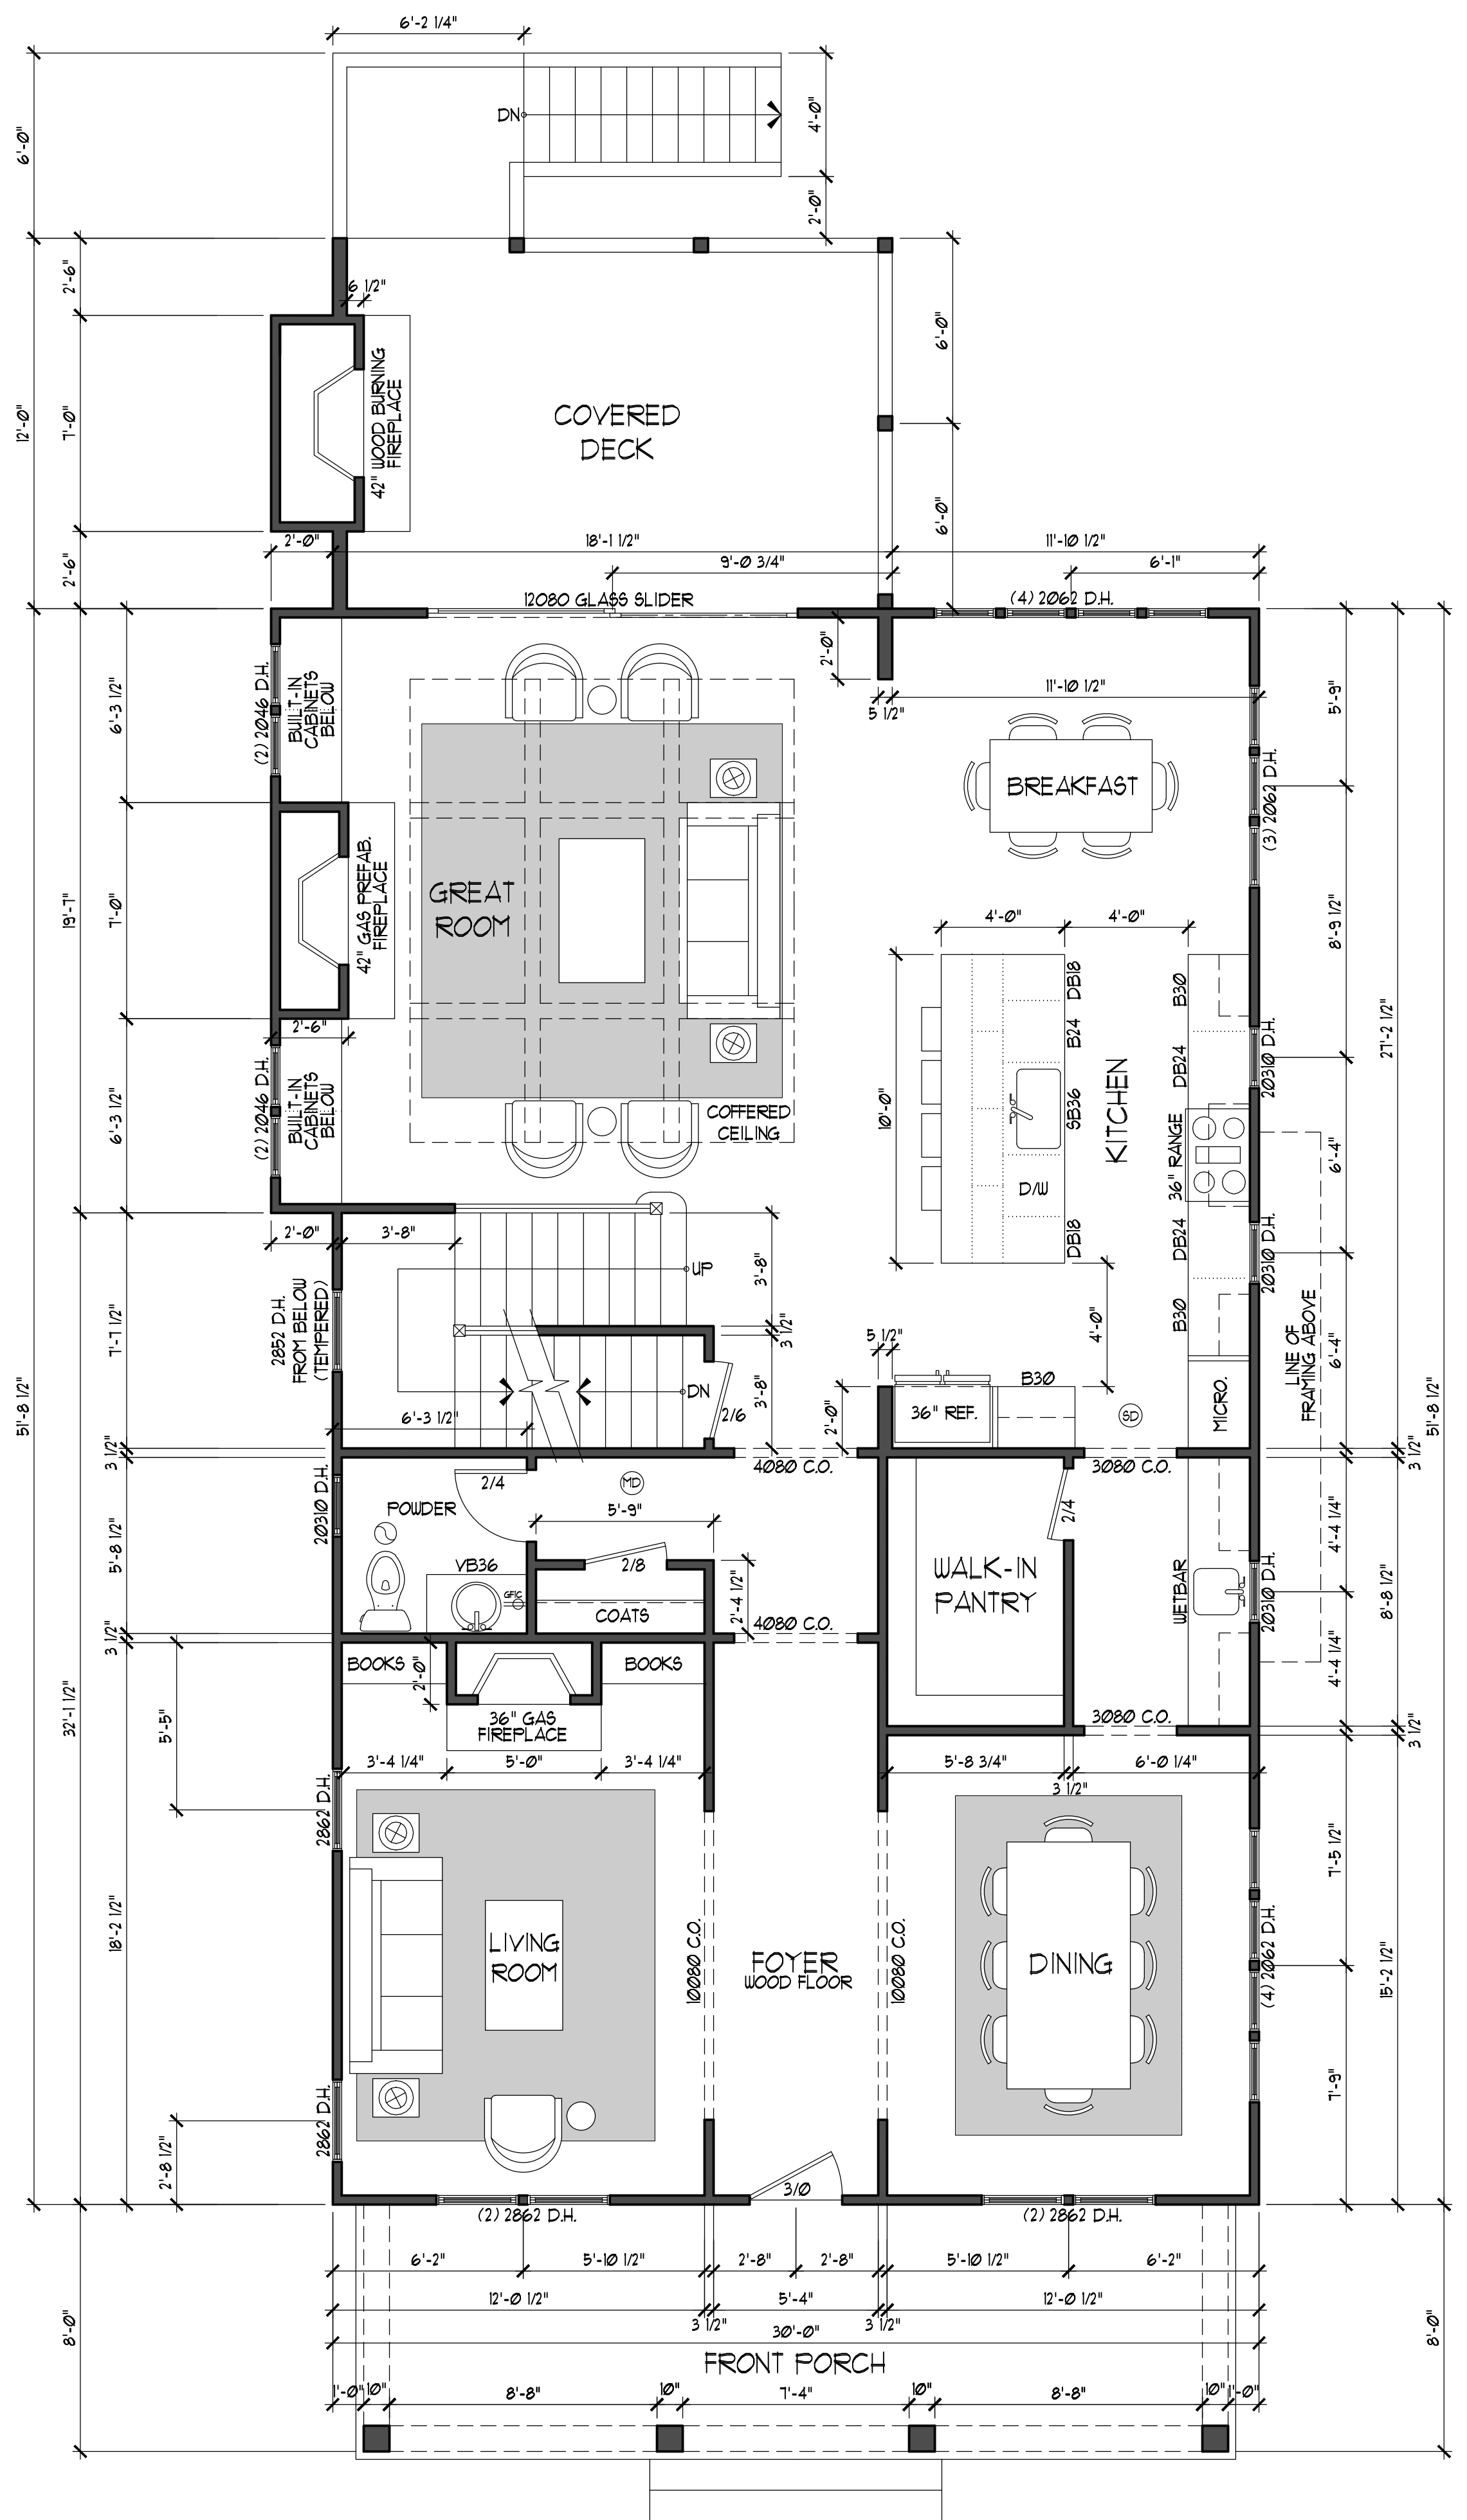 6'-2 1/4"
DN
4'-0"
6'-0"
2'-0"
2'-6"
6 1/2"
6'-0"
42" WOOD BURNING
FIREPLACE
COVERED
DECK
12'-0"
7'-0"
6'-0"
2'-6"
2'-0"
18'-1 1/2"
11'-10 1/2"
9'-0 3/4"
6'-1"
12080 GLASS SLIDER
(4) 2062 D.H.
2'-0"
(2) 2046 D.H.
BUILT-IN
CABINETS
BELOW
6'-3 1/2"
11'-10 1/2"
5 1/2"
5'-9"
BREAKFAST
(3) 2062 D.H.
GREAT
ROOM
42" GAS PREFAB.
FIREPLACE
19'-7"
7'-0"
4'-0"
4'-0"
8'-9 1/2"
DB18
B30
2'-6"
B24
DB24
20310 D.H.
27'-2 1/2"
(2) 2046 D.H.
BUILT-IN
CABINETS
BELOW
6'-3 1/2"
COFFERED
CEILING
10'-0"
SB36
KITCHEN
36" RANGE
6'-4"
D/W
DB18
DB24
20310 D.H.
2'-0"
3'-8"
3'-8"
UP
2852 D.H.
FROM BELOW
(TEMPERED)
7'-7 1/2"
3 1/2"
4'-0"
B30
LINE OF
FRAMING ABOVE
6'-4"
51'-8 1/2"
51'-8 1/2"
5 1/2"
DN
3'-8"
2/6
6'-3 1/2"
2'-0"
36" REF.
B30
SD
MICRO.
3 1/2"
3 1/2"
4080 C.O.
3080 C.O.
2/4
MD
POWDER
20310 D.H.
5'-9"
2/4
5'-8 1/2"
VB36
GFIC
2/8
COATS
2'-4 1/2"
WALK-IN
PANTRY
WETBAR
20310 D.H.
4'-4 1/4"
8'-8 1/2"
3 1/2"
4080 C.O.
BOOKS
2'-0"
BOOKS
4'-4 1/4"
36" GAS
FIREPLACE
3080 C.O.
3 1/2"
32'-1 1/2"
5'-5"
3'-4 1/4"
5'-0"
3'-4 1/4"
5'-8 3/4"
6'-0 1/4"
3 1/2"
2862 D.H.
7'-5 1/2"
18'-2 1/2"
LIVING
ROOM
10080 C.O.
FOYER
WOOD FLOOR
10080 C.O.
DINING
(4) 2062 D.H.
15'-2 1/2"
2862 D.H.
7'-9"
2'-8 1/2"
3/0
(2) 2862 D.H.
(2) 2862 D.H.
6'-2"
5'-10 1/2"
2'-8"
2'-8"
5'-10 1/2"
6'-2"
12'-0 1/2"
5'-4"
12'-0 1/2"
3 1/2"
3 1/2"
30'-0"
8'-0"
8'-0"
FRONT PORCH
1'-0"
10"
8'-8"
10"
7'-4"
10"
8'-8"
10"
1'-0"